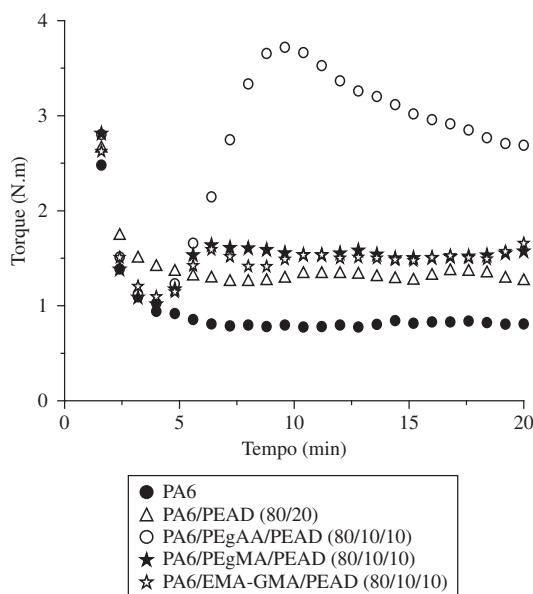 4
3
2
1
0
Torque (N.m)
0 5 10 15 20
Tempo (min)
PA6
PA6/PEAD (80/20)
PA6/PEgAA/PEAD (80/10/10)
PA6/PEgMA/PEAD (80/10/10)
PA6/EMA-GMA/PEAD (80/10/10)